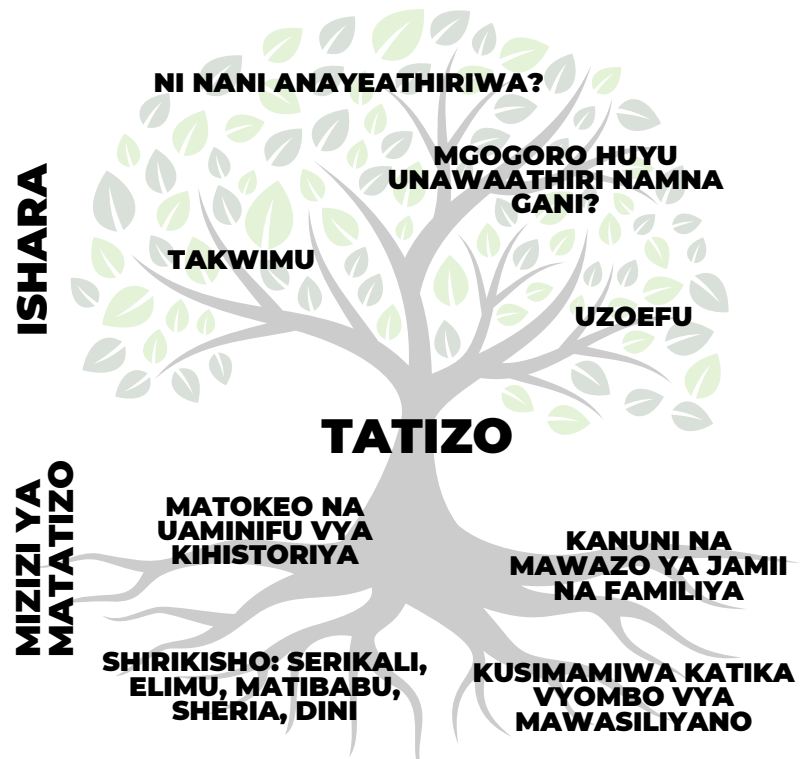 NI NANI ANAYEATHIRIWA?
MGOGORO HUYU
UNAWAATHIRI NAMNA
GANI?
ISHARA
TAKWIMU
UZOEFU
TATIZO
MIZIZI YA
MATATIZO
MATOKEO NA
UAMINIFU VYA
KIHISTORIYA
KANUNI NA
MAWAZO YA JAMII
NA FAMILIYA
SHIRIKISHO: SERIKALI,
ELIMU, MATIBABU,
SHERIA, DINI
KUSIMAMIWA KATIKA
VYOMBO VYA
MAWASILIYANO